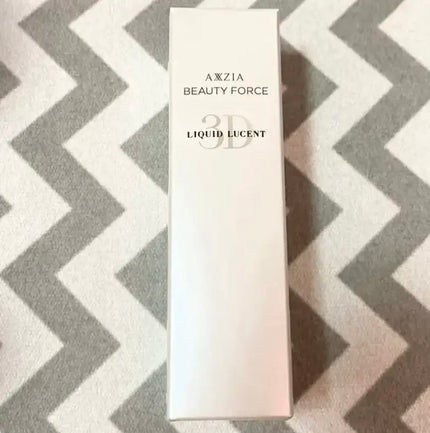 AXXZIA
BEAUTY FORCE
3D
LIQUID LUCENT